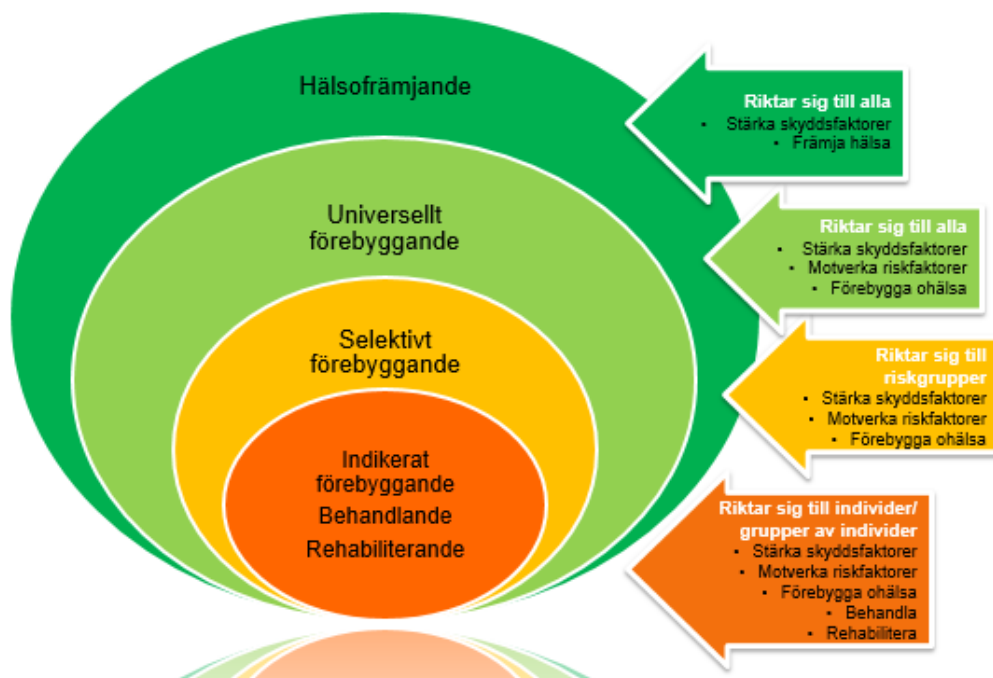 Hälsofrämjande
Universellt
förebyggande
Selektivt
förebyggande
Indikerat
förebyggande
Behandlande
Rehabiliterande
Riktar sig till alla
▪ Stärka skyddsfaktorer
▪ Främja hälsa
Riktar sig till alla
▪ Stärka skyddsfaktorer
▪ Motverka riskfaktorer
▪ Förebygga ohälsa
Riktar sig till
riskgrupper
▪ Stärka skyddsfaktorer
▪ Motverka riskfaktorer
▪ Förebygga ohälsa
Riktar sig till individer/
grupper av individer
▪ Stärka skyddsfaktorer
▪ Motverka riskfaktorer
▪ Förebygga ohälsa
▪ Behandla
▪ Rehabilitera